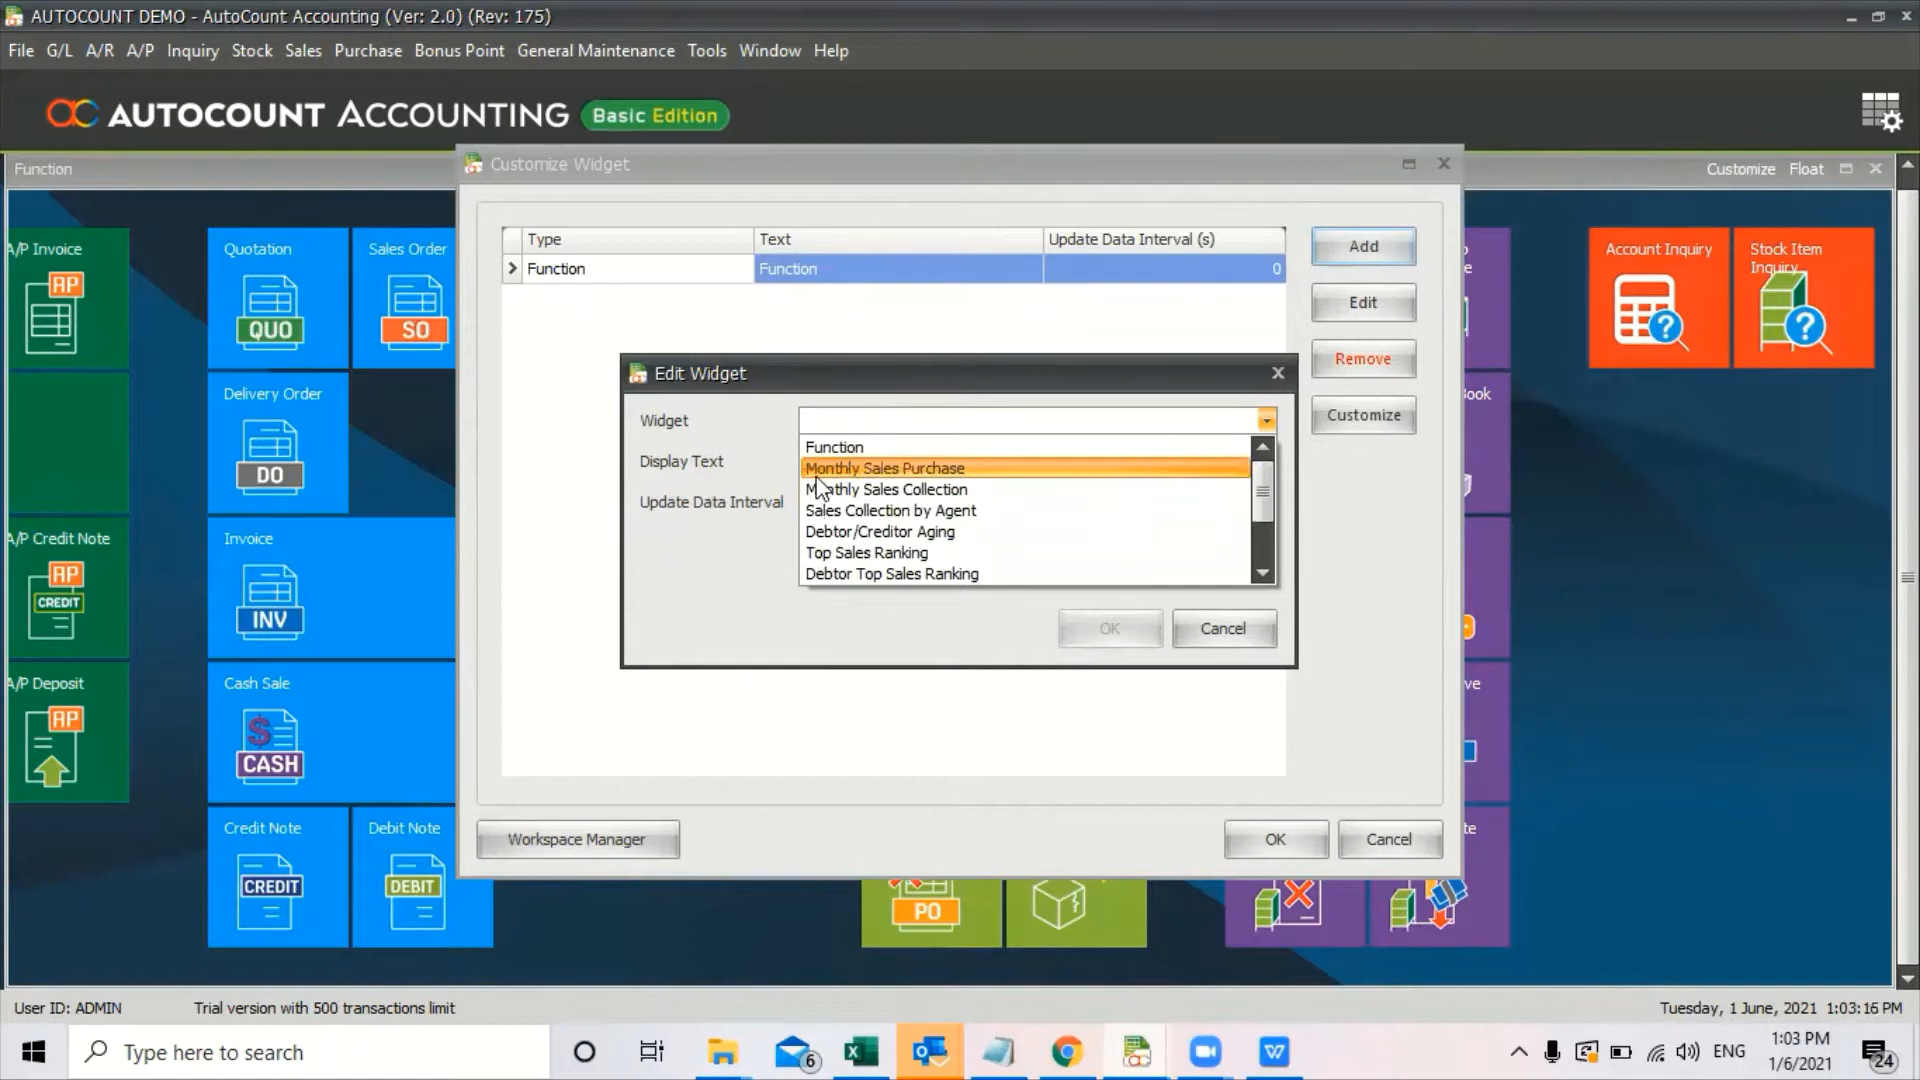 AUTOCOUNT DEMO - AutoCount Accounting (Ver: 2.0) (Rev: 175)
File G/L A/R A/P Inquiry Stock Sales Purchase Bonus Point General Maintenance Tools Window Help
AUTOCOUNT ACCOUNTING Basic Edition
Function
Customize Float
Customize Widget
Type Text Update Data Interval (s)
Function Function 0
Add
Edit
Remove
Customize
Edit Widget
Widget
Display Text
Update Data Interval
Function
Monthly Sales Purchase
Monthly Sales Collection
Sales Collection by Agent
Debtor/Creditor Aging
Top Sales Ranking
Debtor Top Sales Ranking
OK Cancel
Workspace Manager OK Cancel
A/P Invoice
AP
Quotation
QUO
Sales Order
SO
Account Inquiry
Stock Item Inquiry
Delivery Order
DO
A/P Credit Note
AP
CREDIT
Invoice
INV
A/P Deposit
AP
Cash Sale
CASH
Credit Note
CREDIT
Debit Note
DEBIT
PO
User ID: ADMIN Trial version with 500 transactions limit Tuesday, 1 June, 2021 1:03:16 PM
Type here to search
6
ENG
1:03 PM
1/6/2021
24